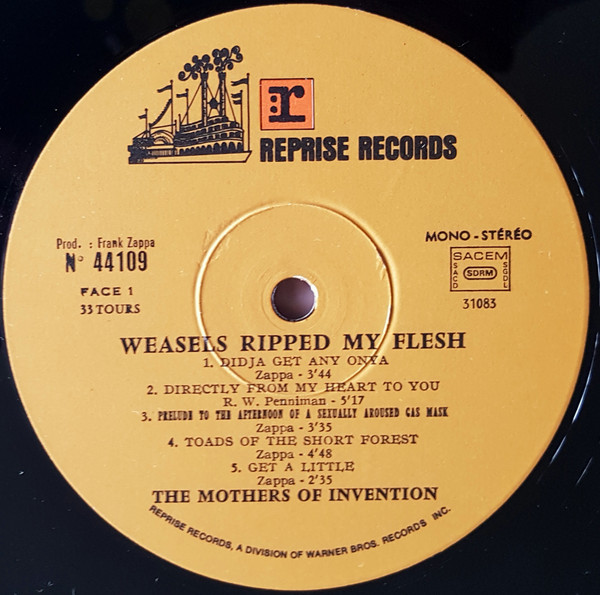 r
REPRISE RECORDS
Prod. : Frank Zappa
N° 44109
FACE 1
33 TOURS
MONO - STÉRÉO
SACEM
SACD
SDRM
SGDL
31083
WEASELS RIPPED MY FLESH
1. DIDJA GET ANY ONYA
Zappa - 3'44
2. DIRECTLY FROM MY HEART TO YOU
R. W. Penniman - 5'17
3. PRELUDE TO THE AFTERNOON OF A SEXUALLY AROUSED GAS MASK
Zappa - 3'35
4. TOADS OF THE SHORT FOREST
Zappa - 4'48
5. GET A LITTLE
Zappa - 2'35
THE MOTHERS OF INVENTION
REPRISE RECORDS, A DIVISION OF WARNER BROS. RECORDS INC.